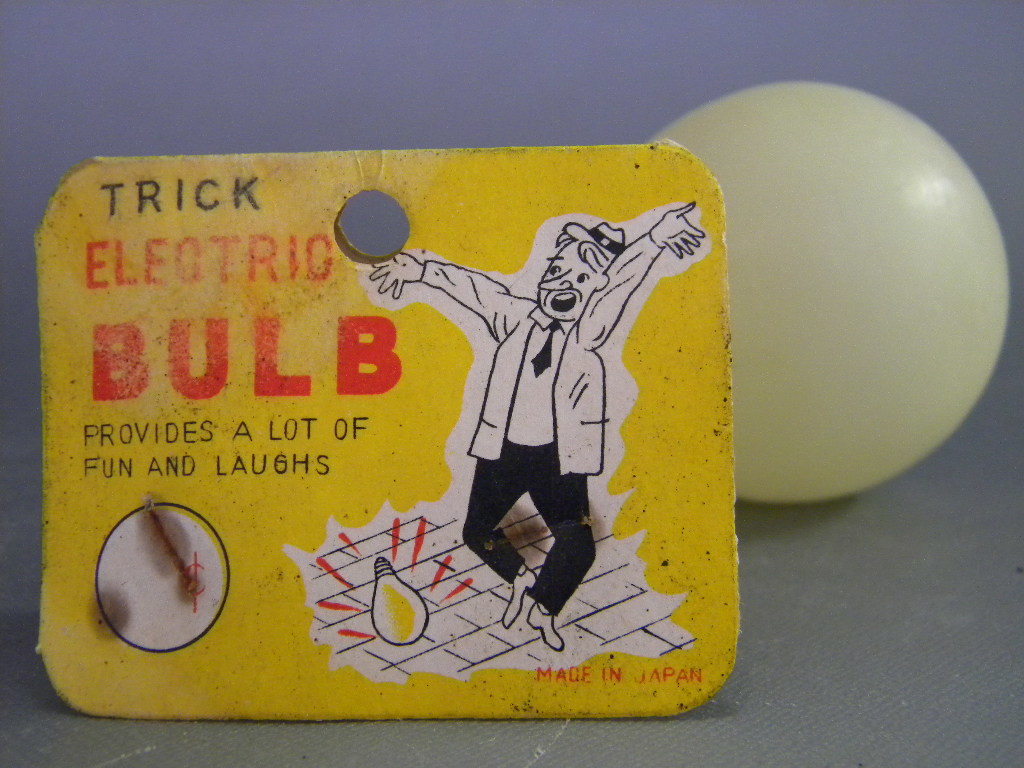 TRICK
ELECTRIC
BULB
PROVIDES A LOT OF
FUN AND LAUGHS
¢
MADE IN JAPAN